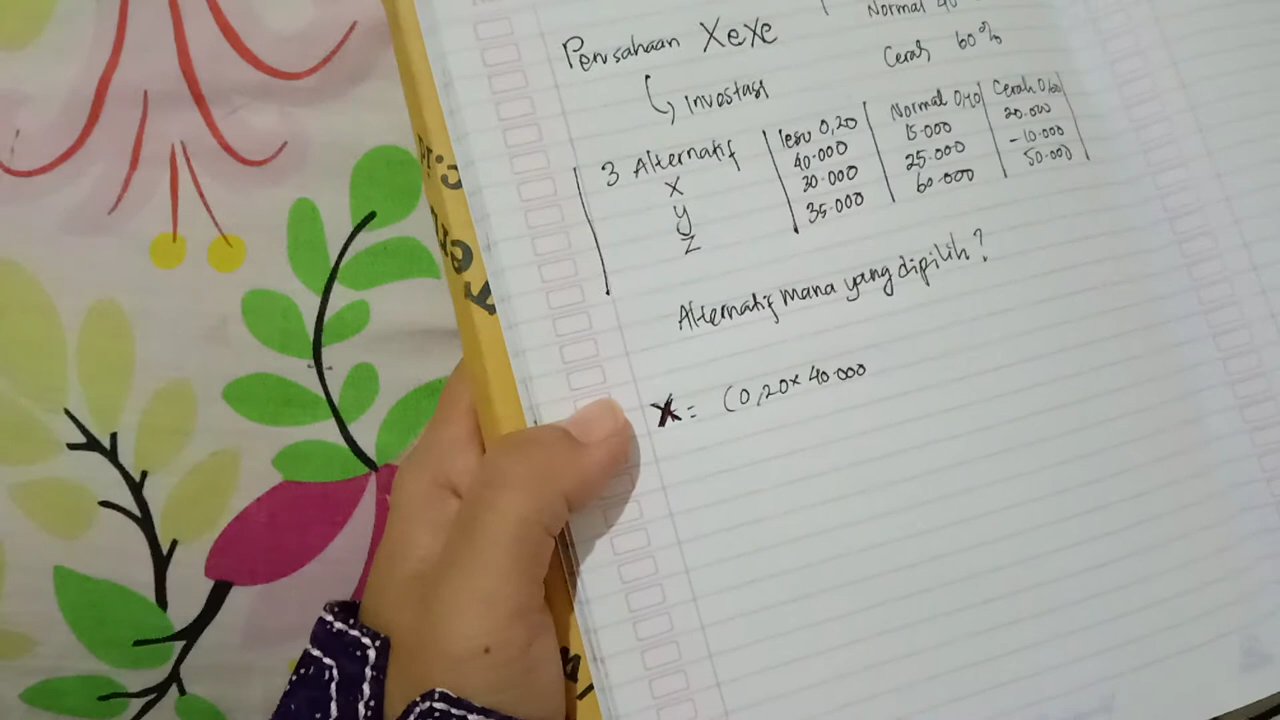 Normal 40
Perusahaan XeXe
Cerah 60%
Investasi
3 Alternatif | lesu 0,20 | Normal 0,40 | Cerah 0,60
X 40.000 15.000 20.000
y 30.000 25.000 -10.000
Z 35.000 60.000 50.000
Alternatif mana yang dipilih?
X = (0,20 x 40.000